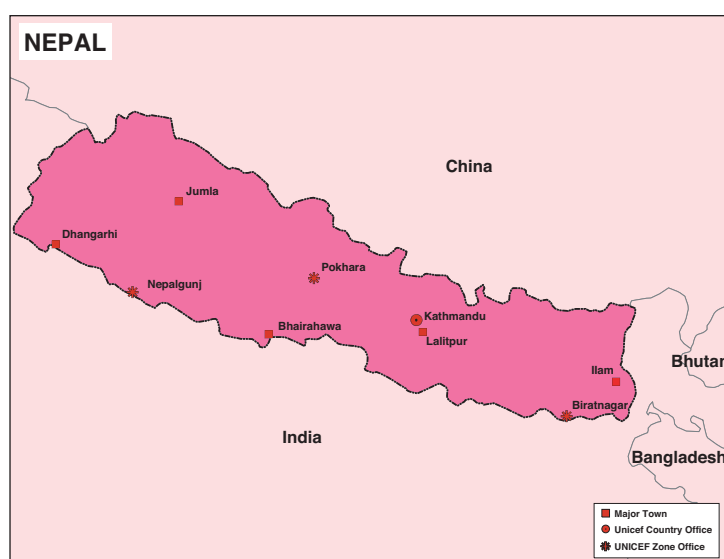 NEPAL
China
Jumla
Dhangarhi
Pokhara
Nepalgunj
Kathmandu
Bhairahawa
Lalitpur
Bhutan
Ilam
Biratnagar
India
Bangladesh
Major Town
Unicef Country Office
UNICEF Zone Office